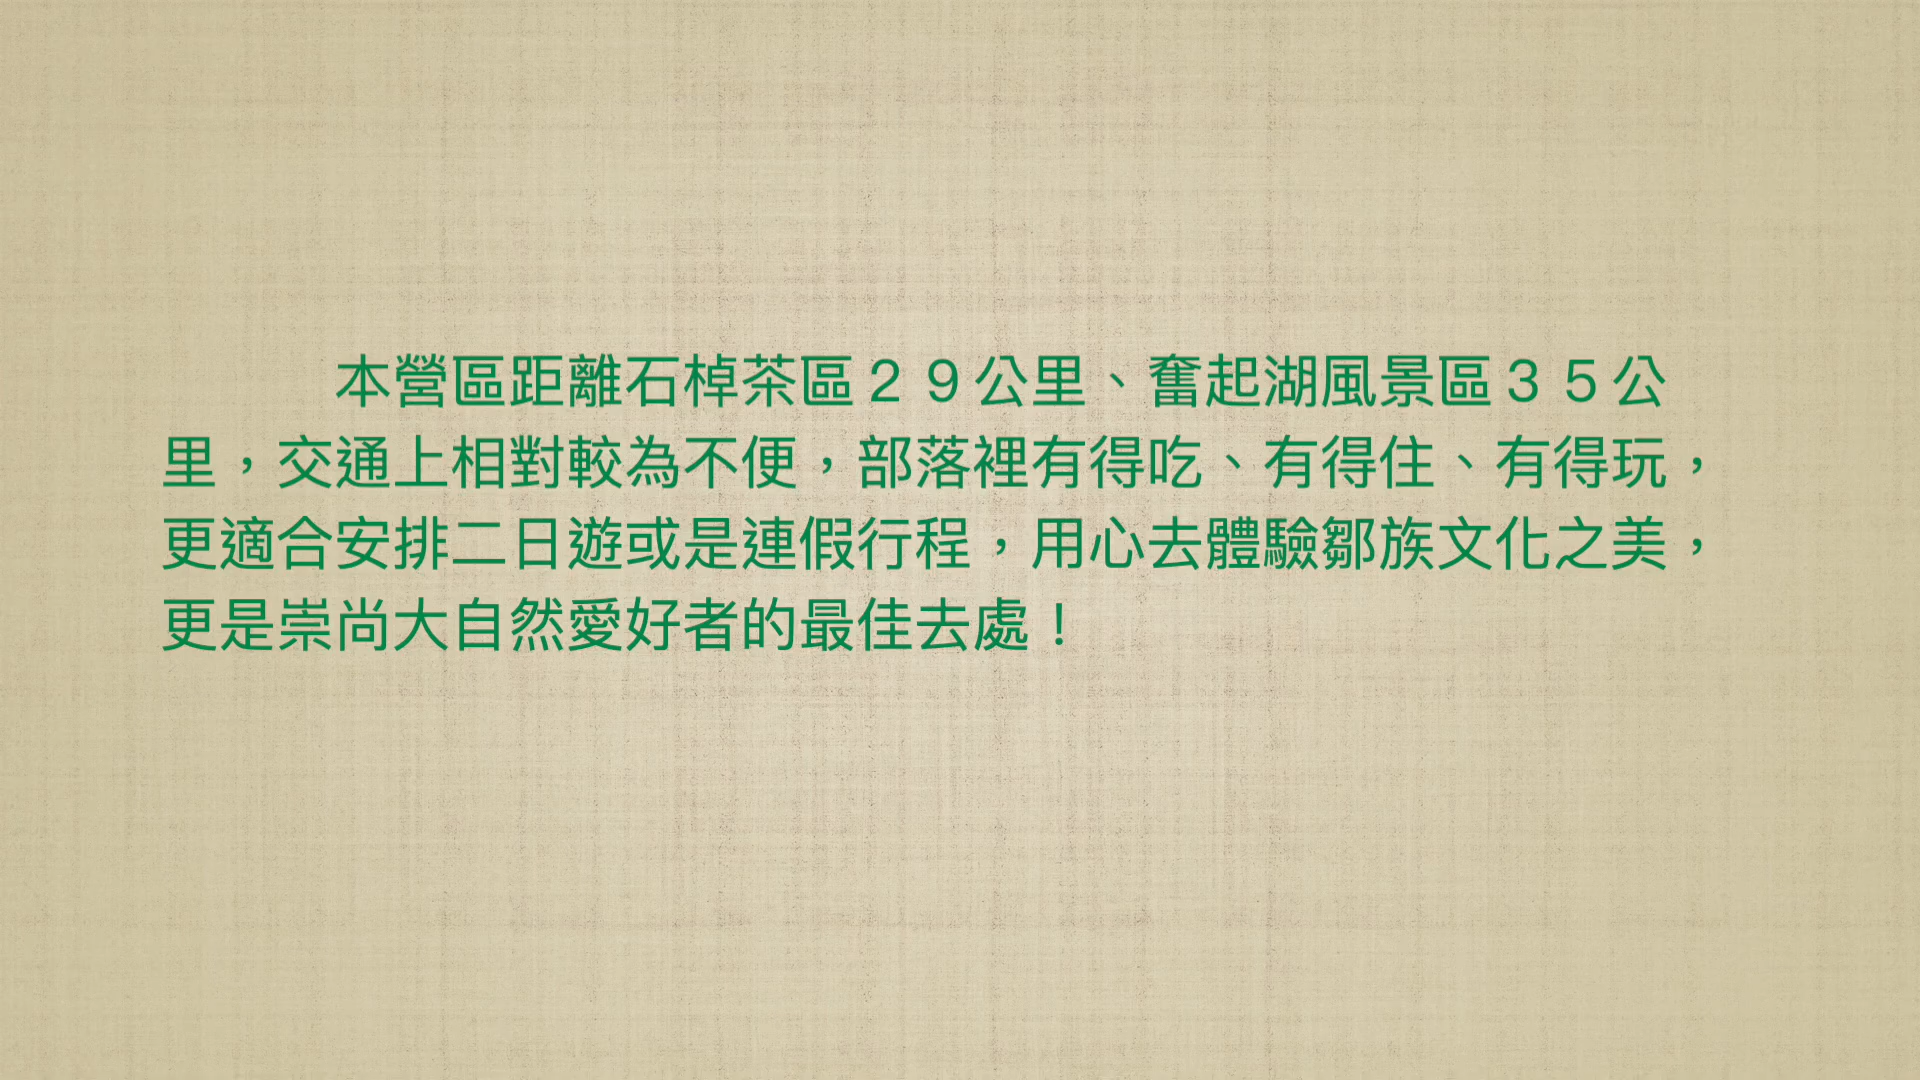 本營區距離石棹茶區２９公里、奮起湖風景區３５公
里，交通上相對較為不便，部落裡有得吃、有得住、有得玩，
更適合安排二日遊或是連假行程，用心去體驗鄒族文化之美，
更是崇尚大自然愛好者的最佳去處！